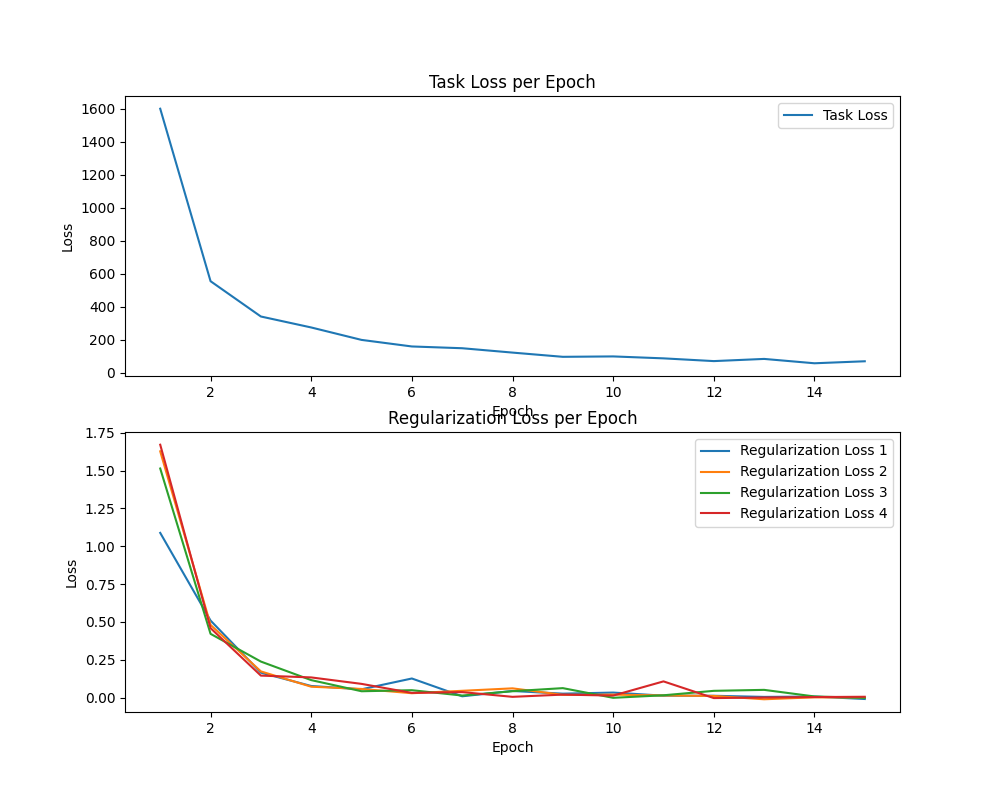 Task Loss per Epoch
Task Loss
1600
1400
1200
1000
800
600
400
200
0
Loss
2 4 6 8 10 12 14
Epoch
Regularization Loss per Epoch
Regularization Loss 1
Regularization Loss 2
Regularization Loss 3
Regularization Loss 4
1.75
1.50
1.25
1.00
0.75
0.50
0.25
0.00
Loss
2 4 6 8 10 12 14
Epoch